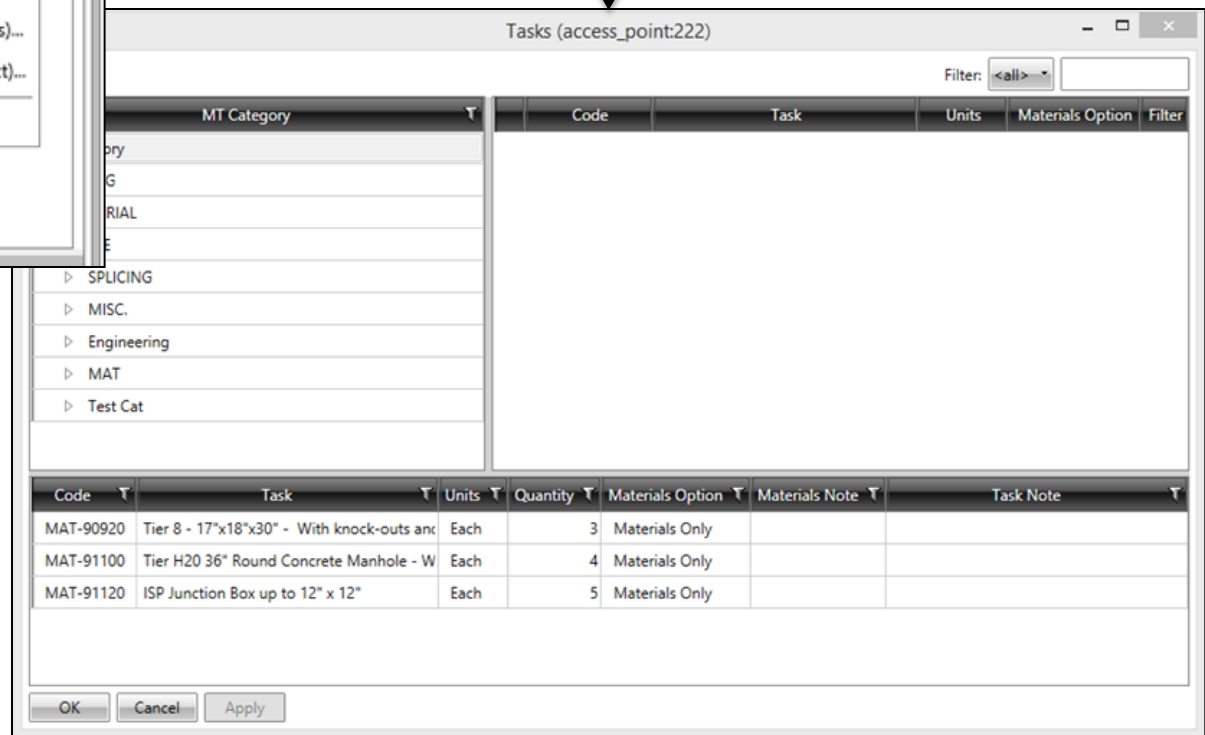 s)...
Tasks (access_point:222)
ct)...
Filter: <all>
MT Category
Code Task Units Materials Option Filter
ory
G
RIAL
E
SPLICING
MISC.
Engineering
MAT
Test Cat
Code Task Units Quantity Materials Option Materials Note Task Note
MAT-90920 Tier 8 - 17"x18"x30" - With knock-outs and Each 3 Materials Only
MAT-91100 Tier H20 36" Round Concrete Manhole - W Each 4 Materials Only
MAT-91120 ISP Junction Box up to 12" x 12" Each 5 Materials Only
OK Cancel Apply